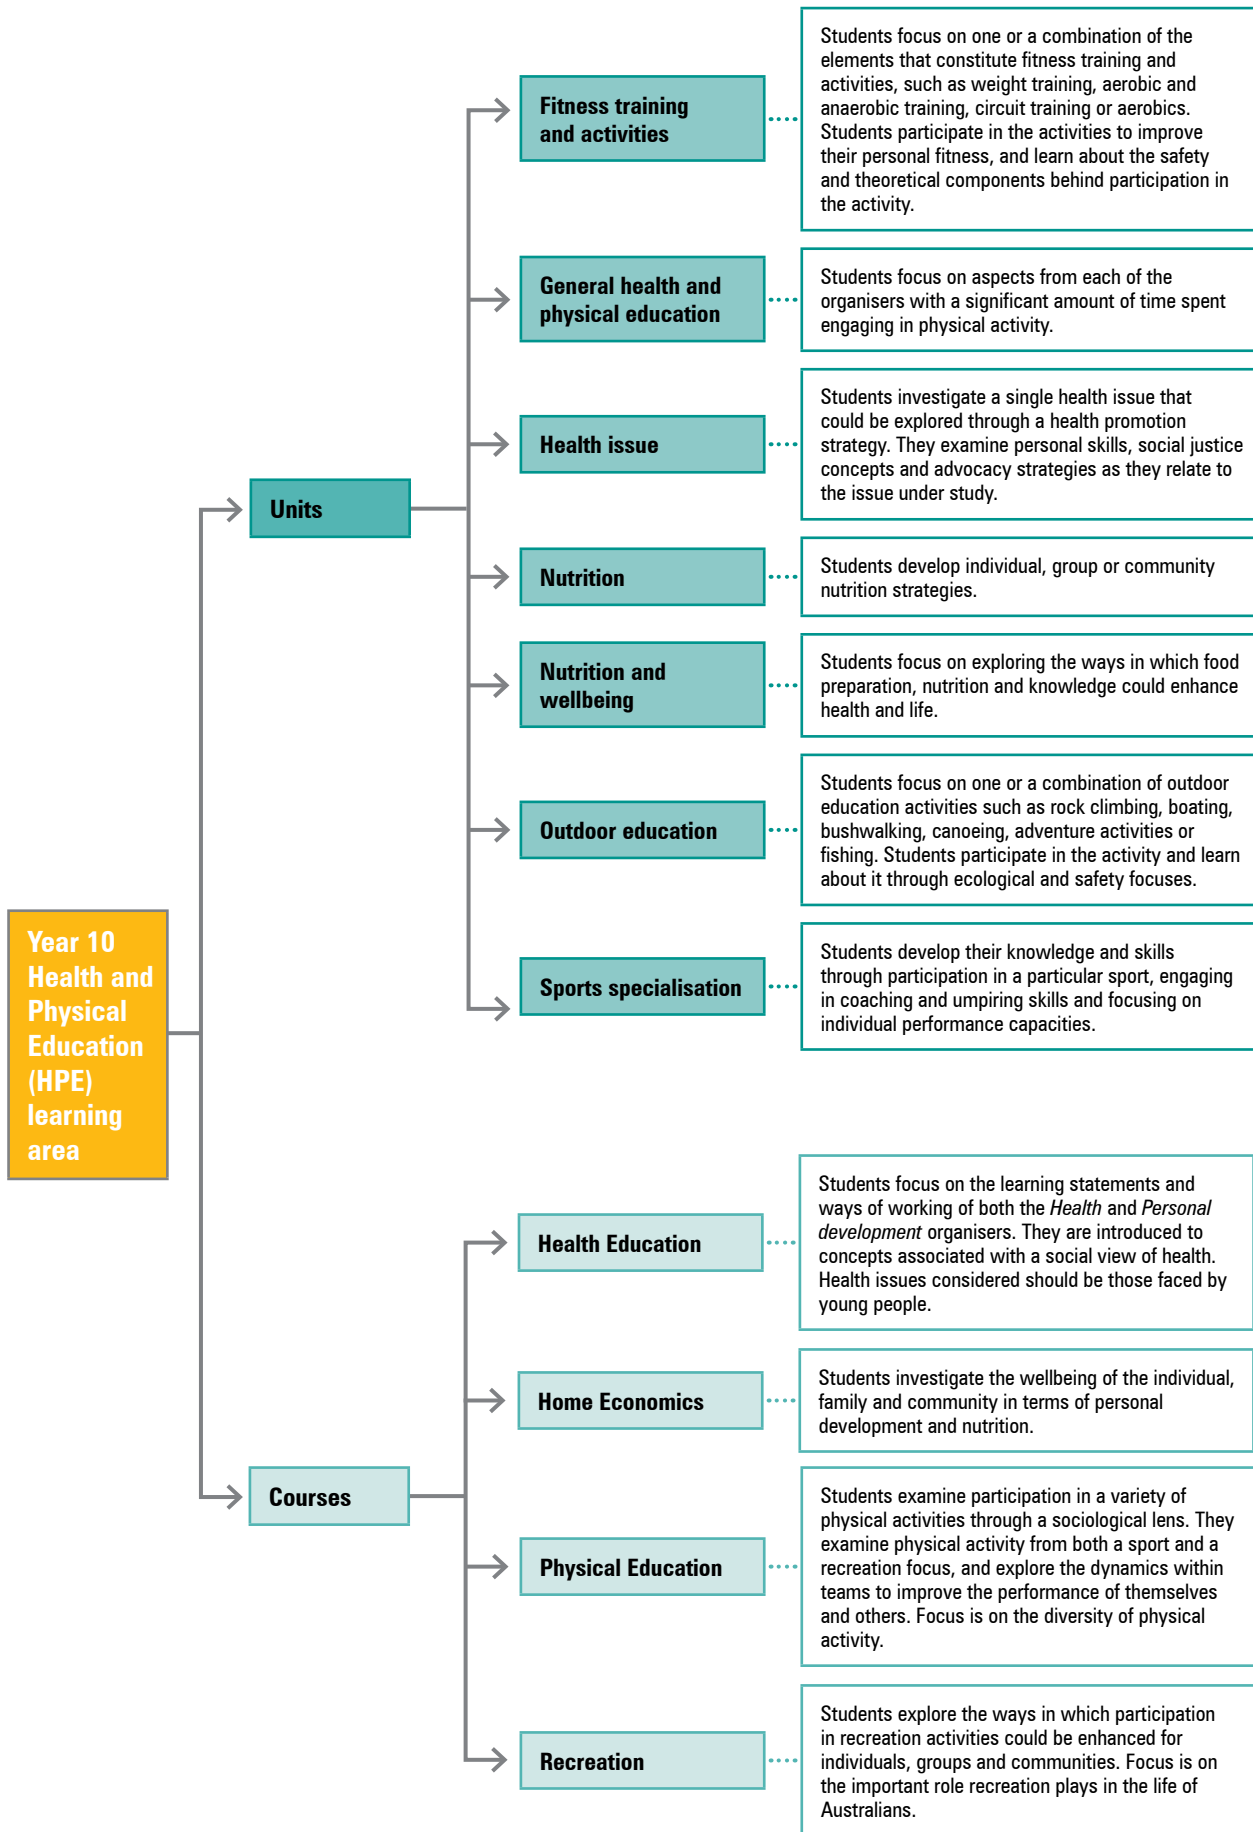 Year 10
Health and
Physical
Education
(HPE)
learning
area
Units
Fitness training
and activities
Students focus on one or a combination of the
elements that constitute fitness training and
activities, such as weight training, aerobic and
anaerobic training, circuit training or aerobics.
Students participate in the activities to improve
their personal fitness, and learn about the safety
and theoretical components behind participation in
the activity.
General health and
physical education
Students focus on aspects from each of the
organisers with a significant amount of time spent
engaging in physical activity.
Health issue
Students investigate a single health issue that
could be explored through a health promotion
strategy. They examine personal skills, social justice
concepts and advocacy strategies as they relate to
the issue under study.
Nutrition
Students develop individual, group or community
nutrition strategies.
Nutrition and
wellbeing
Students focus on exploring the ways in which food
preparation, nutrition and knowledge could enhance
health and life.
Outdoor education
Students focus on one or a combination of outdoor
education activities such as rock climbing, boating,
bushwalking, canoeing, adventure activities or
fishing. Students participate in the activity and learn
about it through ecological and safety focuses.
Sports specialisation
Students develop their knowledge and skills
through participation in a particular sport, engaging
in coaching and umpiring skills and focusing on
individual performance capacities.
Courses
Health Education
Students focus on the learning statements and
ways of working of both the Health and Personal
development organisers. They are introduced to
concepts associated with a social view of health.
Health issues considered should be those faced by
young people.
Home Economics
Students investigate the wellbeing of the individual,
family and community in terms of personal
development and nutrition.
Physical Education
Students examine participation in a variety of
physical activities through a sociological lens. They
examine physical activity from both a sport and a
recreation focus, and explore the dynamics within
teams to improve the performance of themselves
and others. Focus is on the diversity of physical
activity.
Recreation
Students explore the ways in which participation
in recreation activities could be enhanced for
individuals, groups and communities. Focus is on
the important role recreation plays in the life of
Australians.